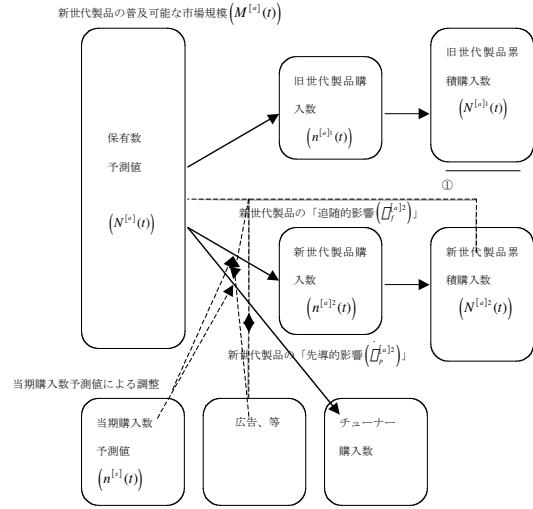 新世代製品の普及可能な市場規模(M^[a](t))
保有数
予測値
(N^[a](t))
旧世代製品購
入数
(n^[a]1(t))
旧世代製品累
積購入数
(N^[a]1(t))
①
新世代製品の「追随的影響(□_f^[a]2)」
新世代製品購
入数
(n^[a]2(t))
新世代製品累
積購入数
(N^[a]2(t))
新世代製品の「先導的影響(□_p^[a]2)」
当期購入数予測値による調整
当期購入数
予測値
(n^[s](t))
広告、等
チューナー
購入数